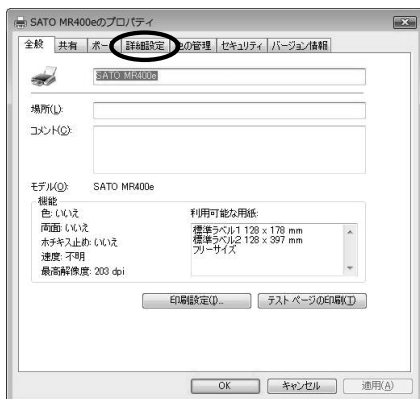 SATO MR400eのプロパティ
全般 共有 ポー 詳細設定 の管理 セキュリティ バージョン情報
SATO MR400e
場所(L):
コメント(C):
モデル(O): SATO MR400e
機能
色: いいえ
両面: いいえ
ホチキス止め: いいえ
速度: 不明
最高解像度: 203 dpi
利用可能な用紙:
標準ラベル1 128 x 178 mm
標準ラベル2 128 x 397 mm
フリーサイズ
印刷設定(I)... テスト ページの印刷(T)
OK キャンセル 適用(A)